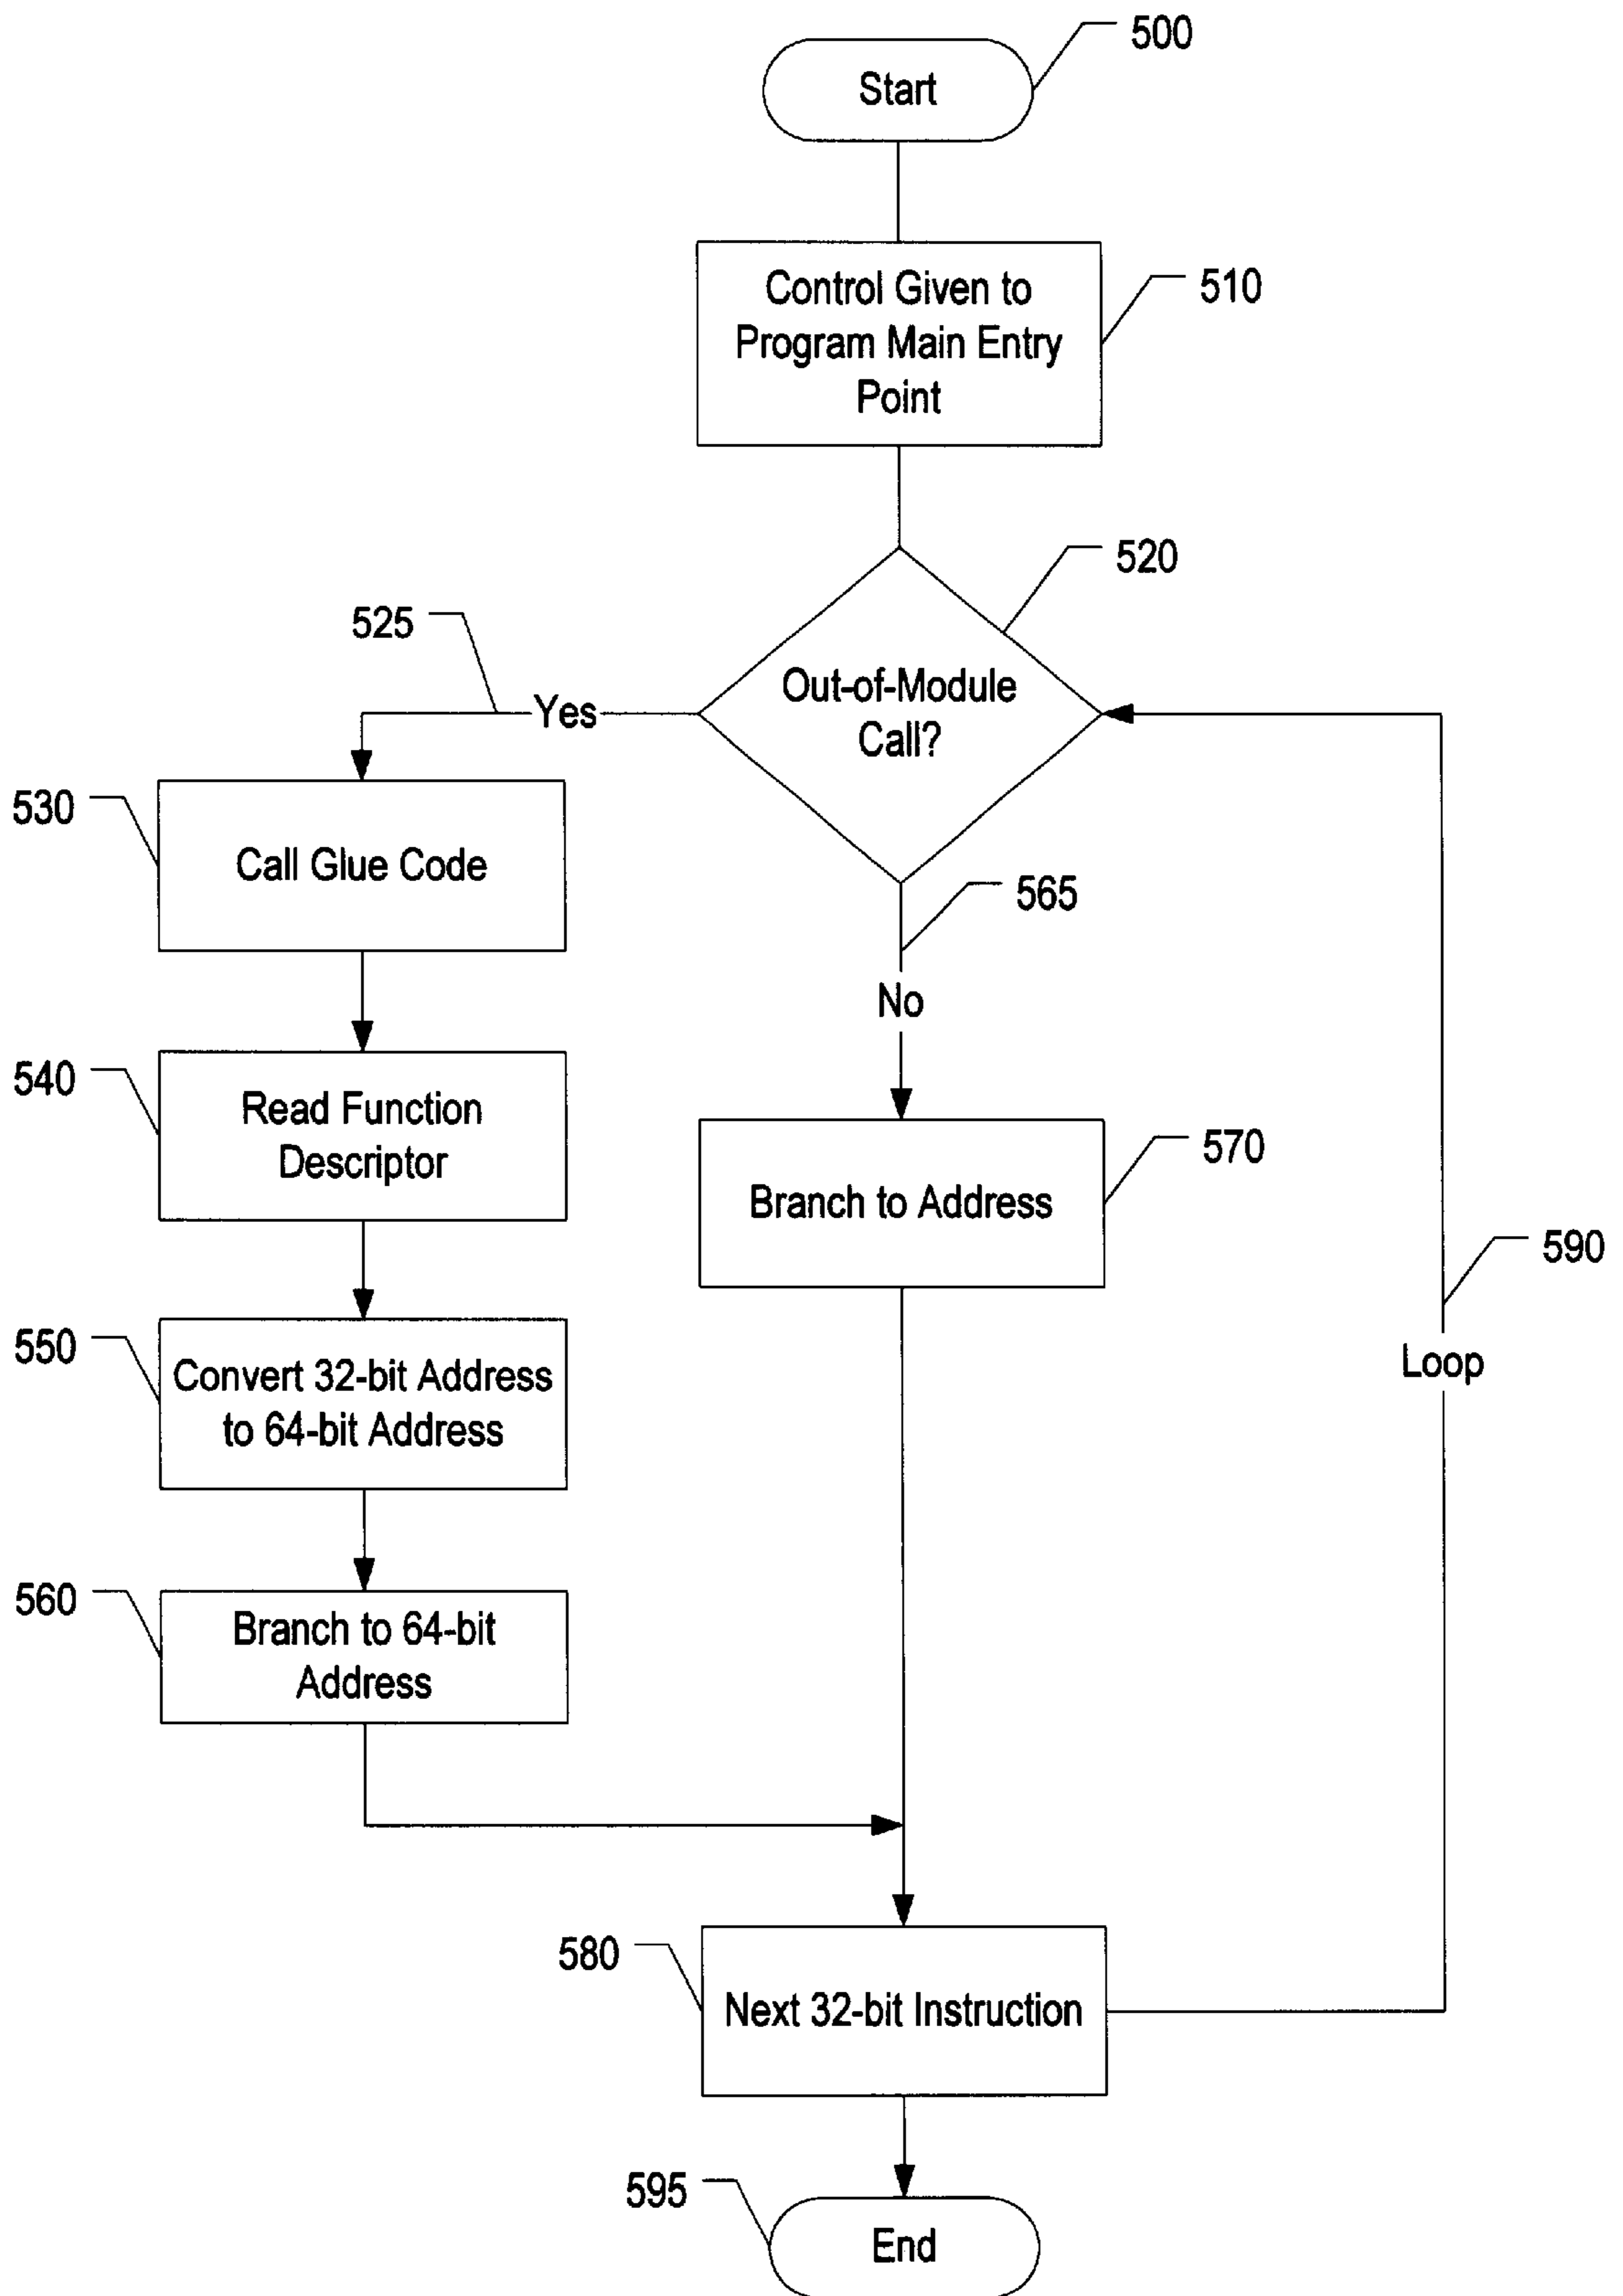 500
Start
510
Control Given to
Program Main Entry
Point
520
Out-of-Module
Call?
525
Yes
530
Call Glue Code
565
No
540
Read Function
Descriptor
570
Branch to Address
590
Loop
550
Convert 32-bit Address
to 64-bit Address
560
Branch to 64-bit
Address
580
Next 32-bit Instruction
595
End